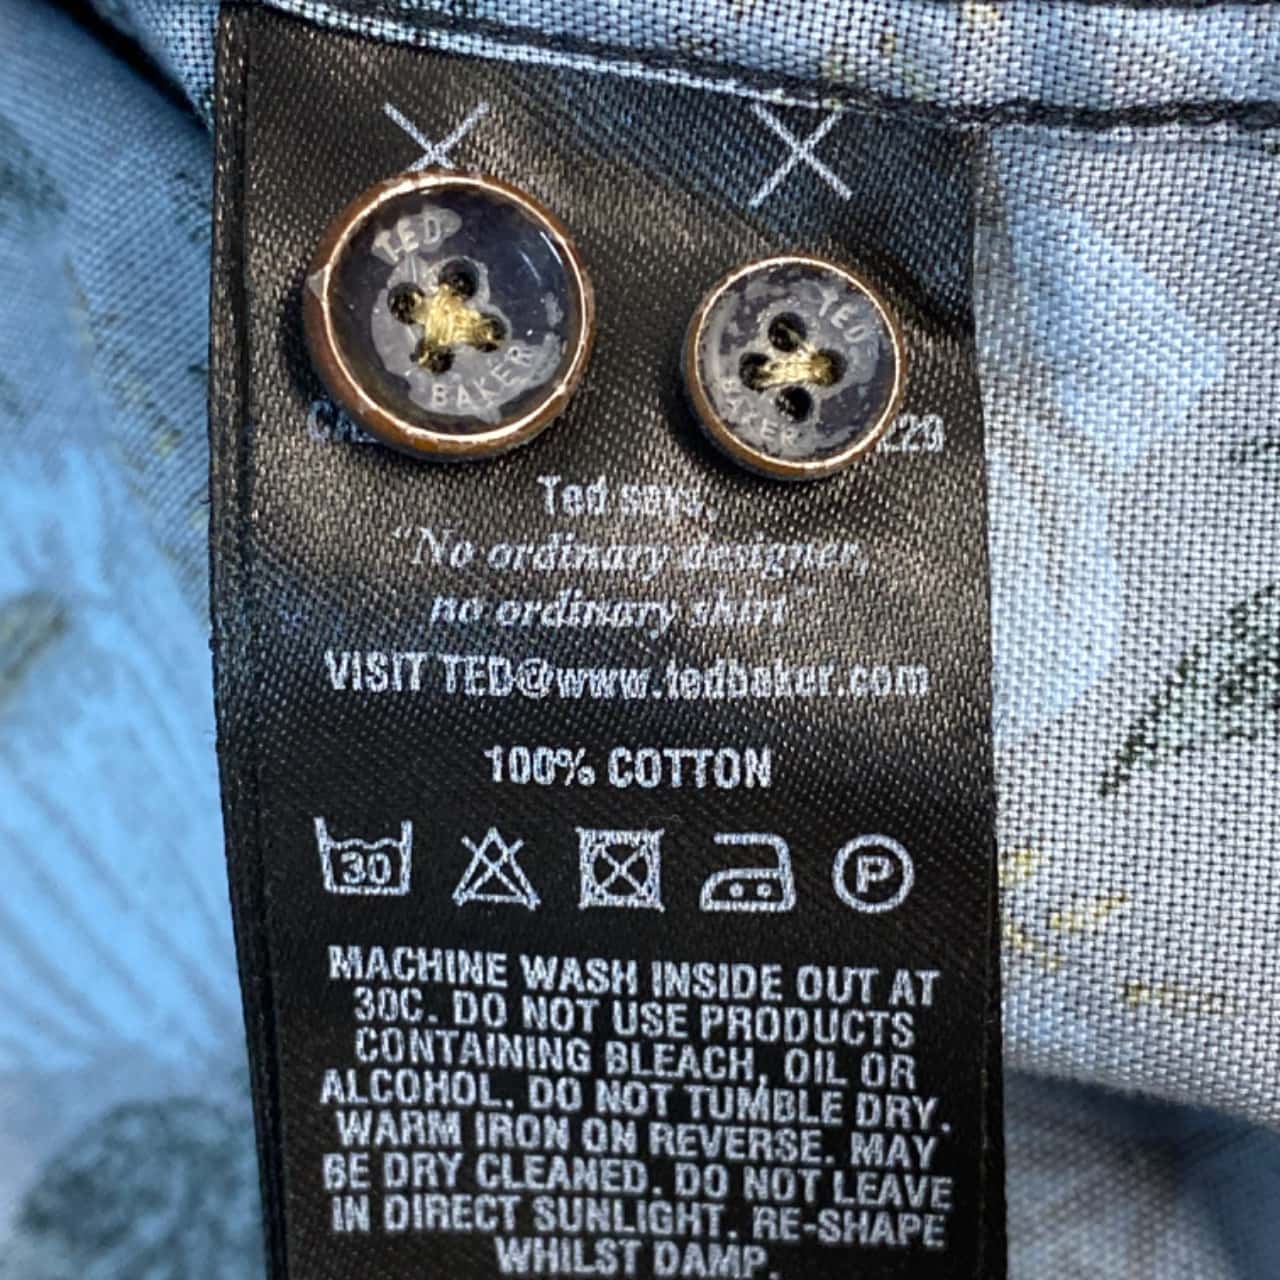 TED
BAKER
TED
BAKER
229
Ted says,
"No ordinary designer,
no ordinary shirt"
VISIT TED@www.tedbaker.com
100% COTTON
30
P
MACHINE WASH INSIDE OUT AT
30C. DO NOT USE PRODUCTS
CONTAINING BLEACH, OIL OR
ALCOHOL. DO NOT TUMBLE DRY.
WARM IRON ON REVERSE. MAY
BE DRY CLEANED. DO NOT LEAVE
IN DIRECT SUNLIGHT. RE-SHAPE
WHILST DAMP.